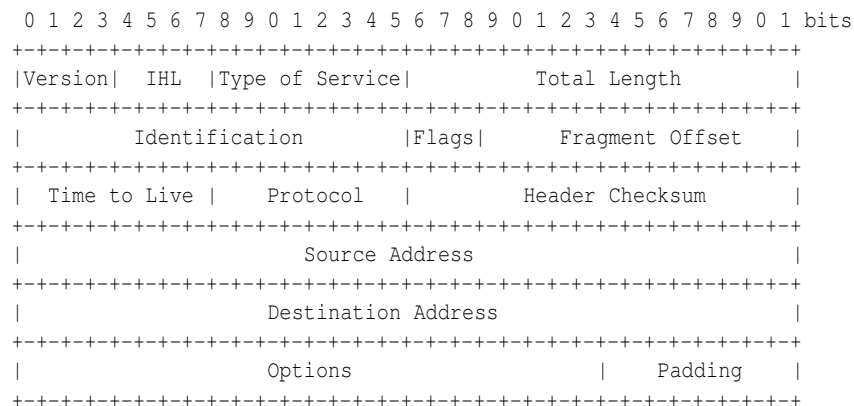 0 1 2 3 4 5 6 7 8 9 0 1 2 3 4 5 6 7 8 9 0 1 2 3 4 5 6 7 8 9 0 1 bits
+-+-+-+-+-+-+-+-+-+-+-+-+-+-+-+-+-+-+-+-+-+-+-+-+-+-+-+-+-+-+-+-+
|Version| IHL |Type of Service| Total Length |
+-+-+-+-+-+-+-+-+-+-+-+-+-+-+-+-+-+-+-+-+-+-+-+-+-+-+-+-+-+-+-+-+
| Identification |Flags| Fragment Offset |
+-+-+-+-+-+-+-+-+-+-+-+-+-+-+-+-+-+-+-+-+-+-+-+-+-+-+-+-+-+-+-+-+
| Time to Live | Protocol | Header Checksum |
+-+-+-+-+-+-+-+-+-+-+-+-+-+-+-+-+-+-+-+-+-+-+-+-+-+-+-+-+-+-+-+-+
| Source Address |
+-+-+-+-+-+-+-+-+-+-+-+-+-+-+-+-+-+-+-+-+-+-+-+-+-+-+-+-+-+-+-+-+
| Destination Address |
+-+-+-+-+-+-+-+-+-+-+-+-+-+-+-+-+-+-+-+-+-+-+-+-+-+-+-+-+-+-+-+-+
| Options | Padding |
+-+-+-+-+-+-+-+-+-+-+-+-+-+-+-+-+-+-+-+-+-+-+-+-+-+-+-+-+-+-+-+-+